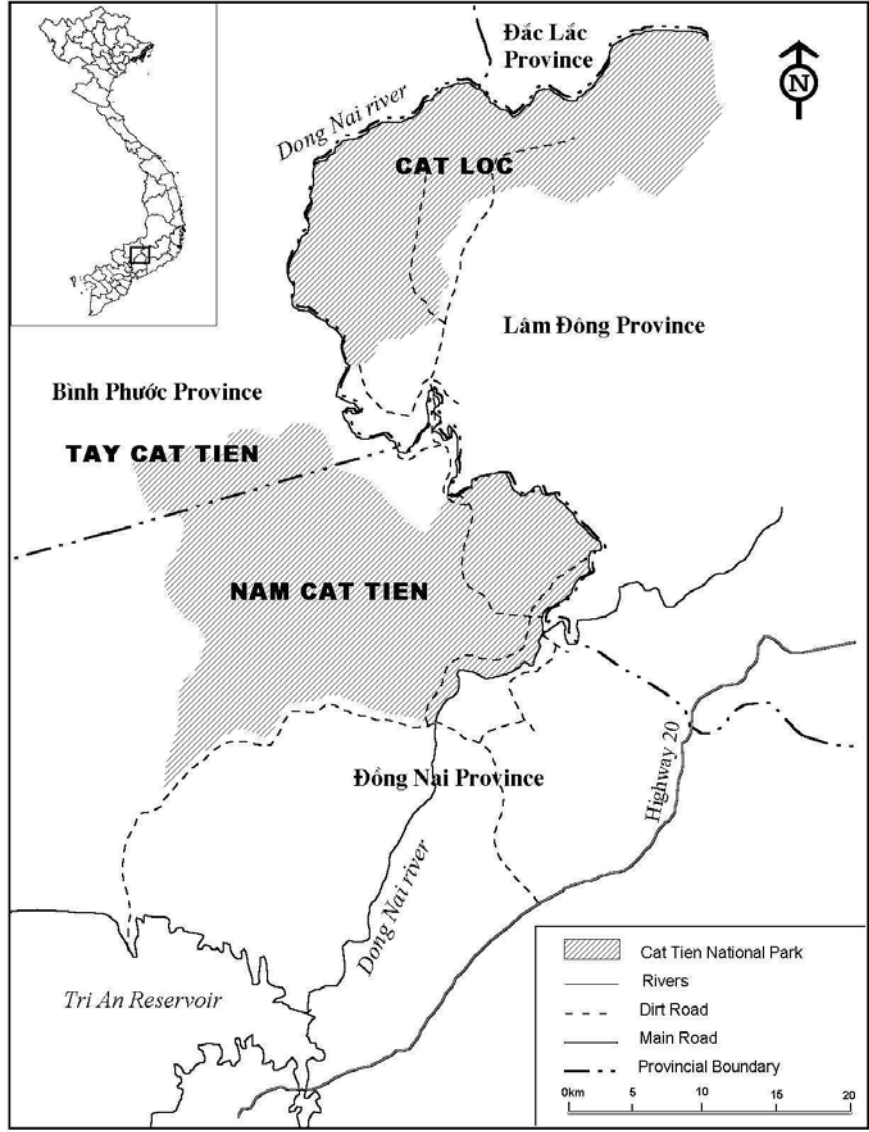 Đắc Lắc
Province
N
Dong Nai river
CAT LOC
Lâm Đông Province
Bình Phước Province
TAY CAT TIEN
NAM CAT TIEN
Highway 20
Đồng Nai Province
Dong Nai river
Tri An Reservoir
Cat Tien National Park
Rivers
Dirt Road
Main Road
Provincial Boundary
0km 5 10 16 20